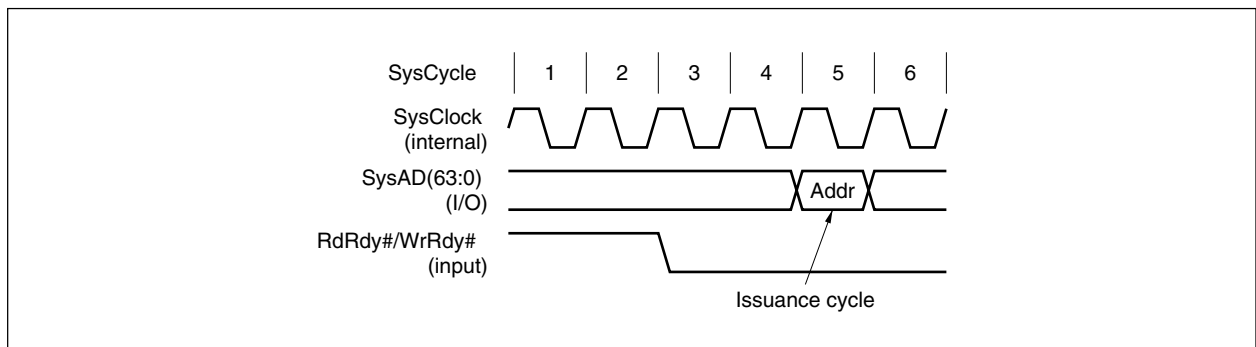 SysCycle 1 2 3 4 5 6
SysClock
(internal)
SysAD(63:0)
(I/O)
Addr
RdRdy#/WrRdy#
(input)
Issuance cycle